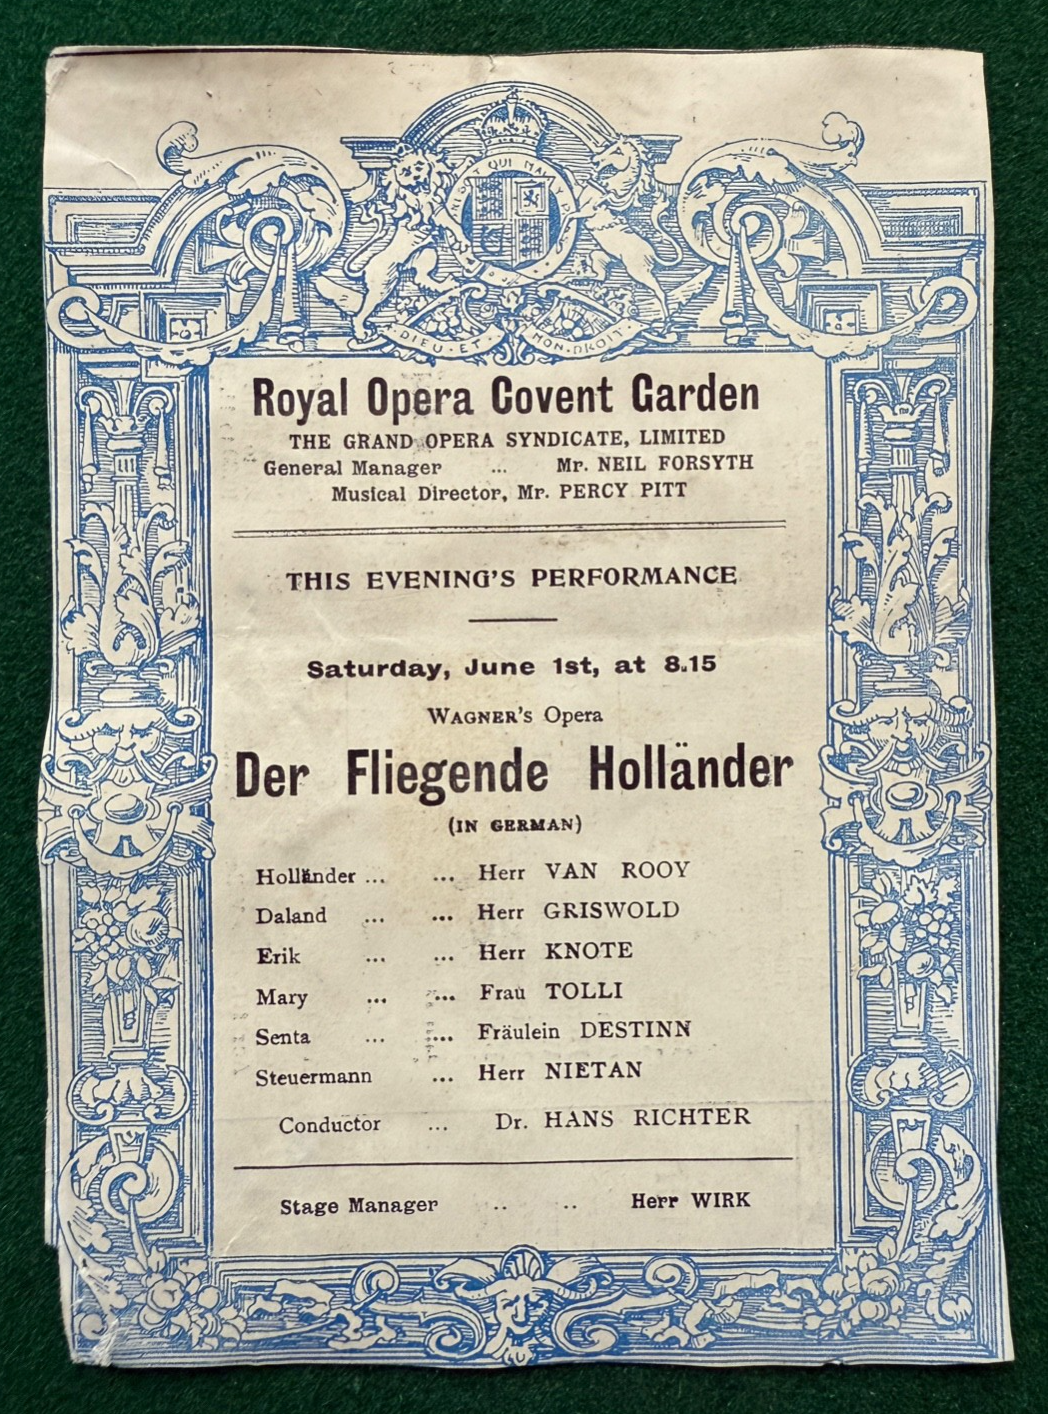 HONI SOIT QUI MAL Y
DIEU ET MON DROIT
Royal Opera Covent Garden
THE GRAND OPERA SYNDICATE, LIMITED
General Manager ... Mr. NEIL FORSYTH
Musical Director, Mr. PERCY PITT
THIS EVENING'S PERFORMANCE
Saturday, June 1st, at 8.15
WAGNER'S Opera
Der Fliegende Holländer
(IN GERMAN)
Holländer ... ... Herr VAN ROOY
Daland ... ... Herr GRISWOLD
Erik ... ... Herr KNOTE
Mary ... ... Frau TOLLI
Senta ... ... Fräulein DESTINN
Steuermann ... Herr NIETAN
Conductor ... Dr. HANS RICHTER
Stage Manager .. .. Herr WIRK